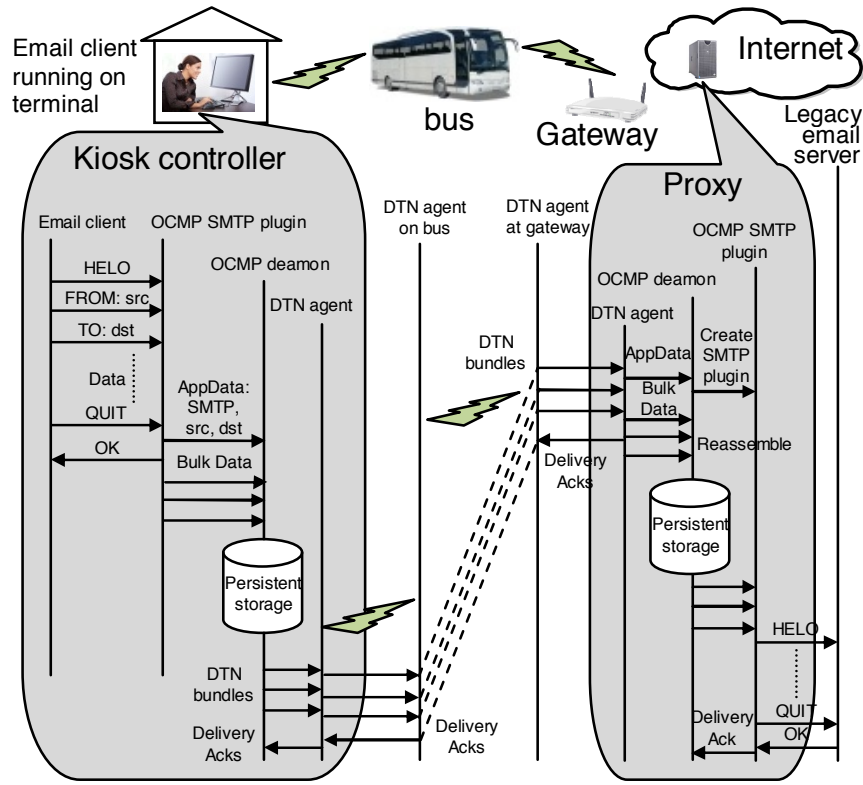 Email client
running on
terminal
bus
Gateway
Internet
Legacy
email
server
Kiosk controller
Proxy
Email client
OCMP SMTP plugin
OCMP deamon
DTN agent
DTN agent
on bus
DTN agent
at gateway
OCMP SMTP
plugin
OCMP deamon
DTN agent
HELO
FROM: src
TO: dst
Data
QUIT
OK
AppData:
SMTP,
src, dst
Bulk Data
Persistent
storage
DTN
bundles
Delivery
Acks
Delivery
Acks
DTN
bundles
Delivery
Acks
AppData
Bulk
Data
Create
SMTP
plugin
Reassemble
Persistent
storage
HELO
QUIT
OK
Delivery
Ack